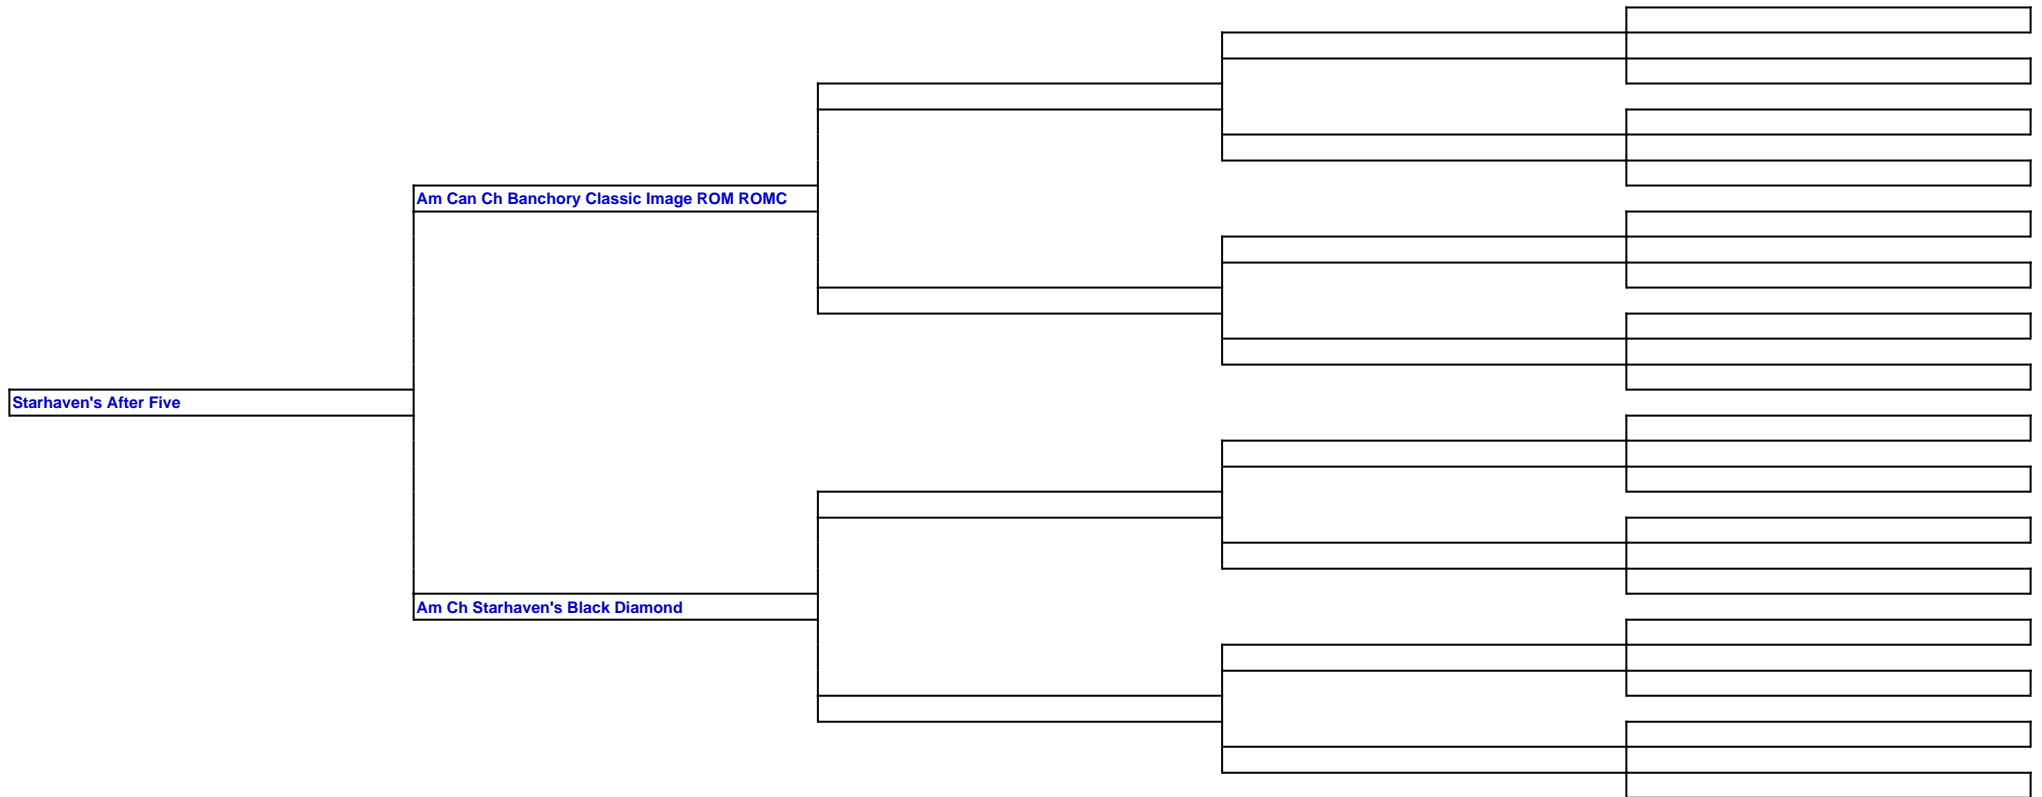 Am Can Ch Banchory Classic Image ROM ROMC
Starhaven's After Five
Am Ch Starhaven's Black Diamond